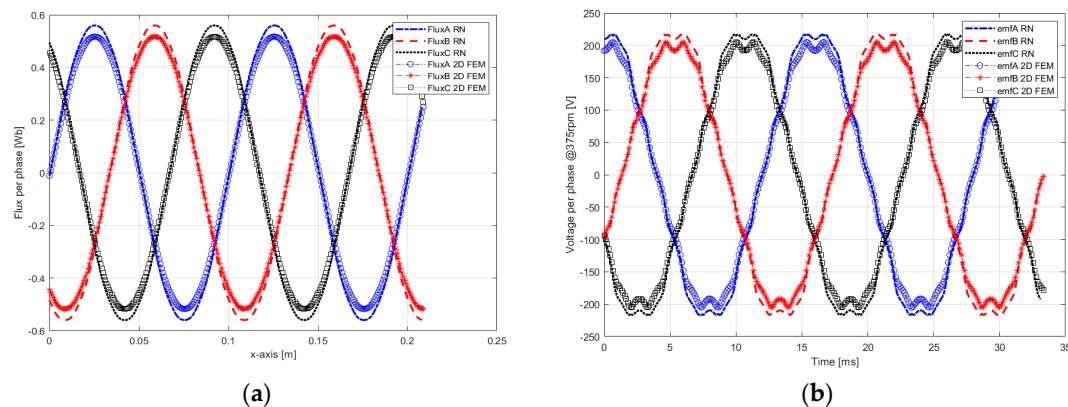 0.6
0.4
0.2
0
-0.2
-0.4
-0.6
Flux per phase [Wb]
0
0.05
0.1
0.15
0.2
0.25
x-axis [m]
FluxA RN
FluxB RN
FluxC RN
FluxA 2D FEM
FluxB 2D FEM
FluxC 2D FEM
(a)
250
200
150
100
50
0
-50
-100
-150
-200
-250
Voltage per phase @375rpm [V]
0
5
10
15
20
25
30
35
Time [ms]
emfA RN
emfB RN
emfC RN
emfA 2D FEM
emfB 2D FEM
emfC 2D FEM
(b)